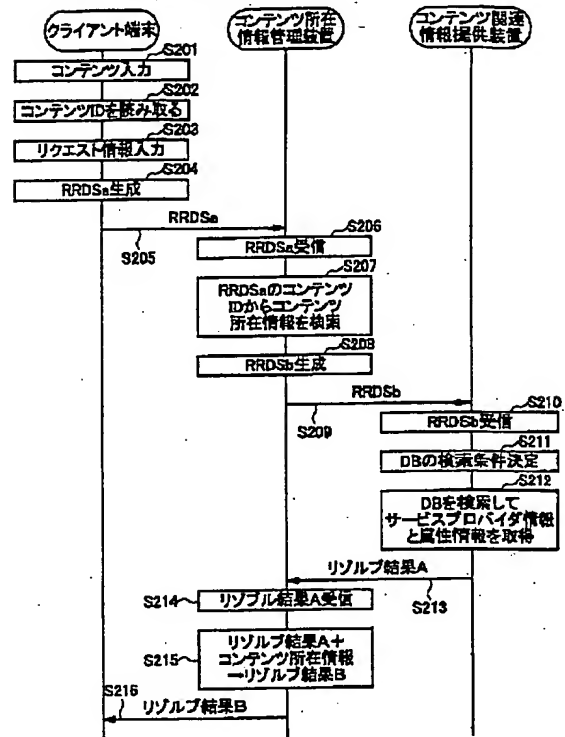 クライアント端末
コンテンツ所在
情報管理装置
コンテンツ関連
情報提供装置
S201
コンテンツ入力
S202
コンテンツIDを読み取る
S203
リクエスト情報入力
S204
RRDSa生成
RRDSa
S205
S206
RRDSa受信
S207
RRDSaのコンテンツ
IDからコンテンツ
所在情報を検索
S208
RRDSb生成
RRDSb
S209
S210
RRDSb受信
S211
DBの検索条件決定
S212
DBを検索して
サービスプロバイダ情報
と属性情報を取得
リゾルブ結果A
S213
S214
リゾブル結果A受信
S215
リゾルブ結果A+
コンテンツ所在情報
→リゾルブ結果B
S216
リゾルブ結果B